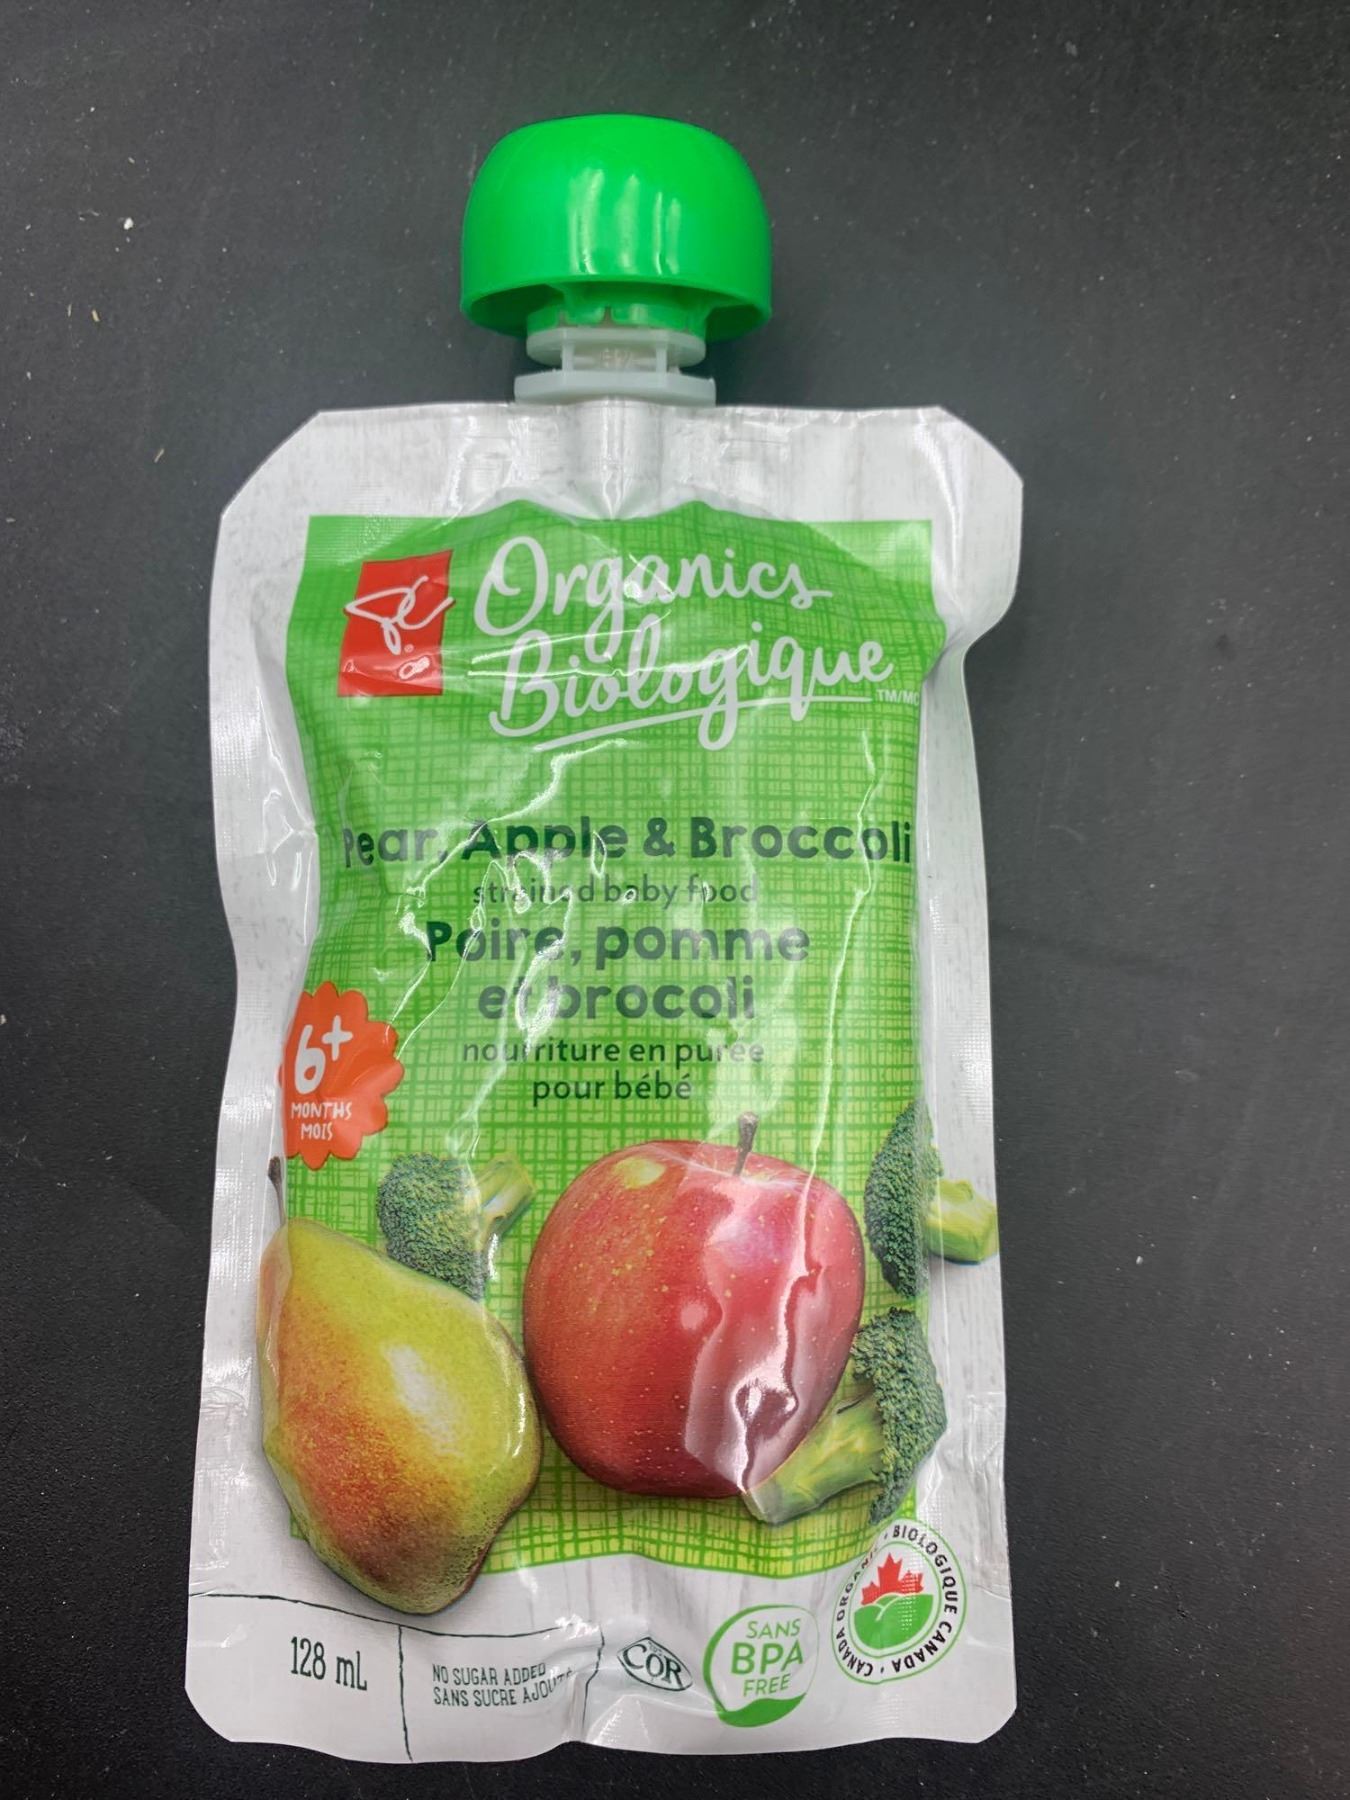 PC
®
Organics
Biologique
TM/MC
Pear, Apple & Broccoli
strained baby food
Poire, pomme
et brocoli
nourriture en purée
pour bébé
6+
MONTHS
MOIS
128 mL
NO SUGAR ADDED
SANS SUCRE AJOUTÉ
COR
SANS
BPA
FREE
CANADA ORGANIC • BIOLOGIQUE CANADA •